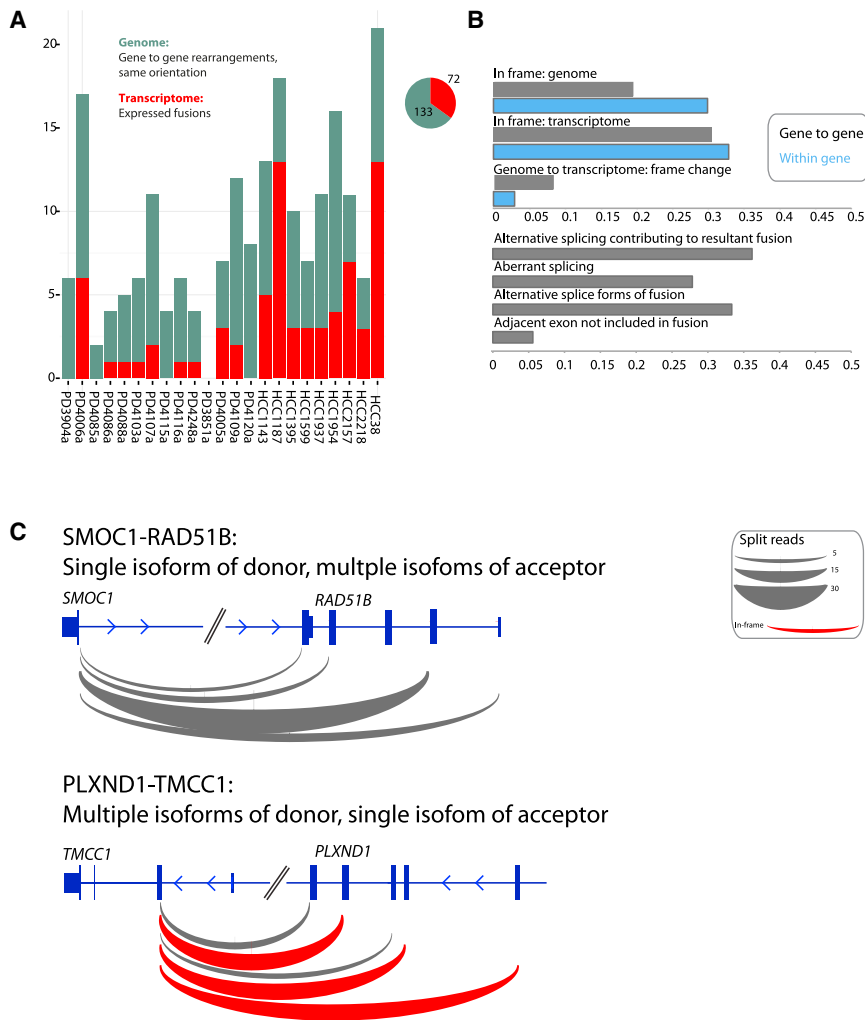 A
20
15
10
5
0
Genome:
Gene to gene rearrangements,
same orientation
Transcriptome:
Expressed fusions
72
133
PD3904a
PD4006a
PD4085a
PD4086a
PD4088a
PD4103a
PD4107a
PD4115a
PD4116a
PD4248a
PD3851a
PD4005a
PD4109a
PD4120a
HCC1143
HCC1187
HCC1395
HCC1599
HCC1937
HCC1954
HCC2157
HCC2218
HCC38
B
In frame: genome
In frame: transcriptome
Genome to transcriptome: frame change
0 0.05 0.1 0.15 0.2 0.25 0.3 0.35 0.4 0.45 0.5
Gene to gene
Within gene
Alternative splicing contributing to resultant fusion
Aberrant splicing
Alternative splice forms of fusion
Adjacent exon not included in fusion
0 0.05 0.1 0.15 0.2 0.25 0.3 0.35 0.4 0.45 0.5
C
SMOC1-RAD51B:
Single isoform of donor, multple isofoms of acceptor
SMOC1
RAD51B
Split reads
5
15
30
In-frame
PLXND1-TMCC1:
Multiple isoforms of donor, single isofom of acceptor
TMCC1
PLXND1